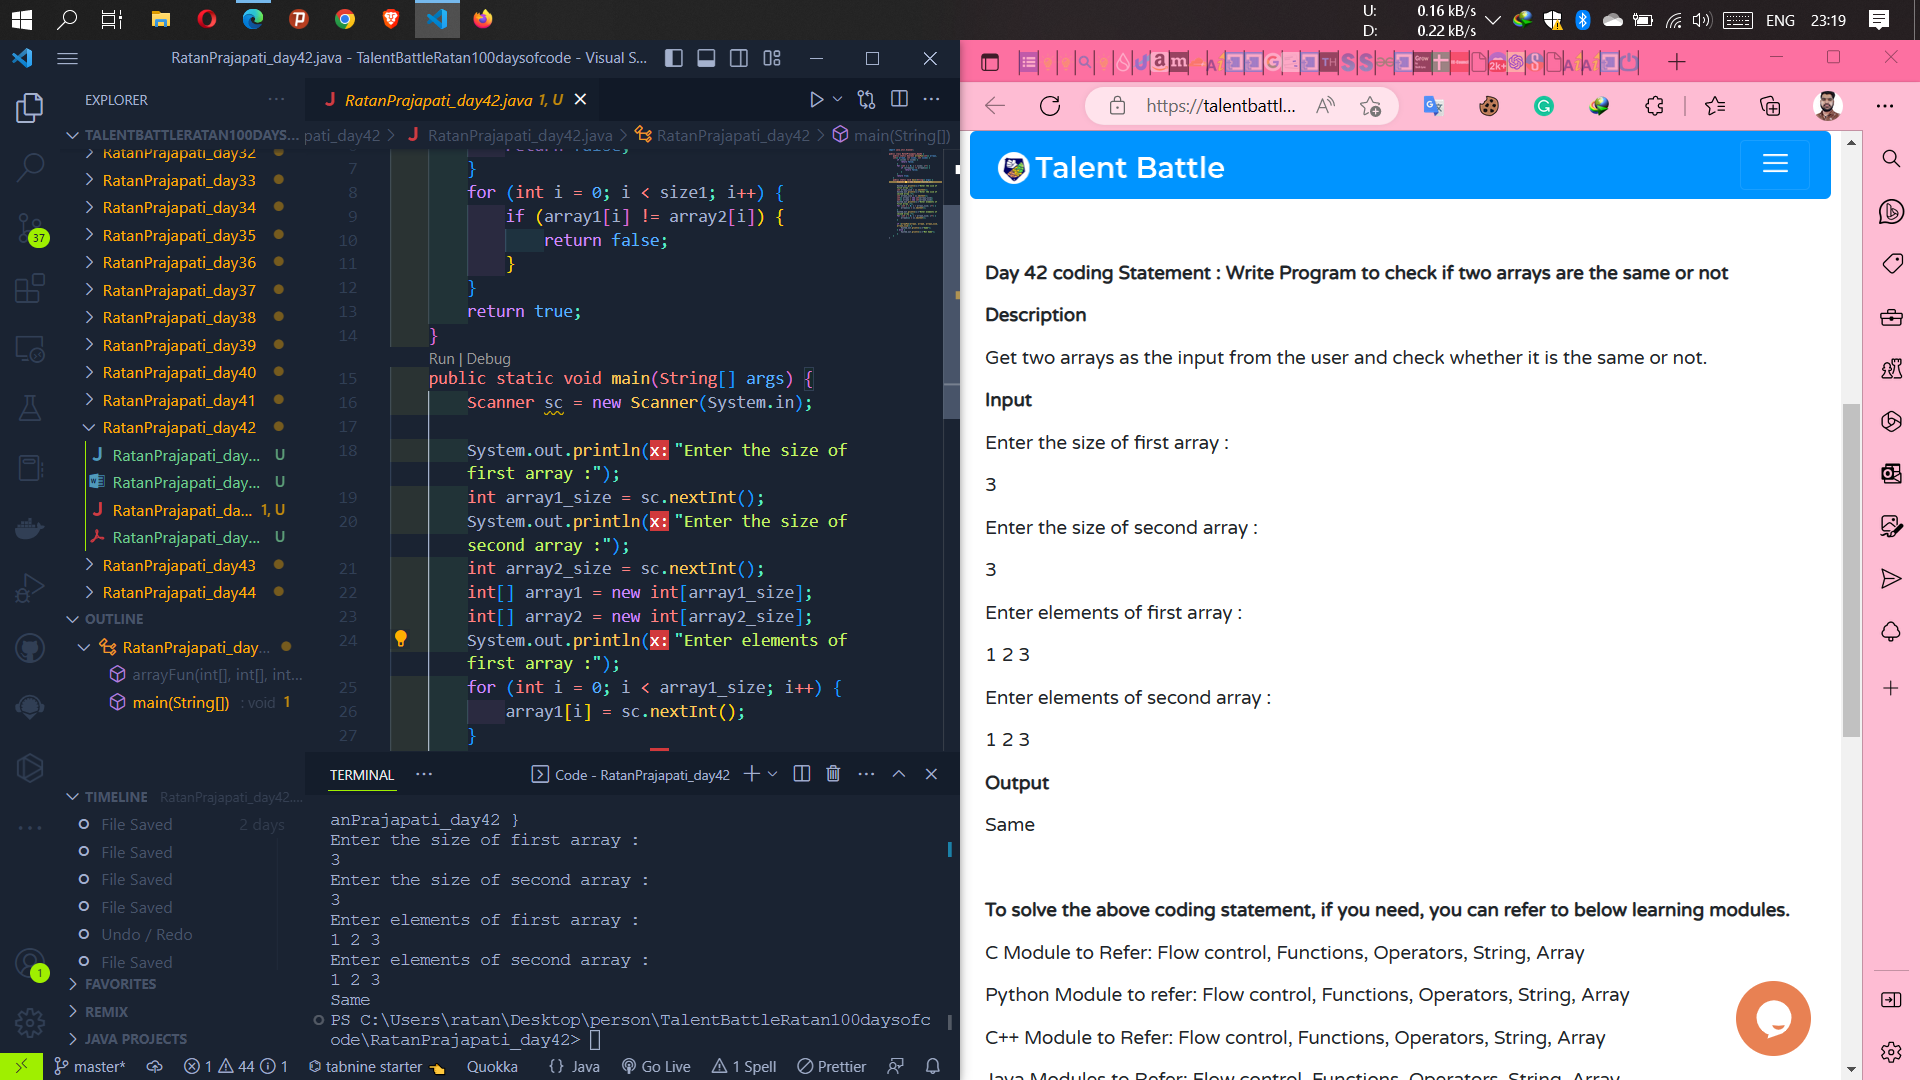 U: 0.16 kB/s
D: 0.22 kB/s
ENG 23:19
RatanPrajapati_day42.java - TalentBattleRatan100daysofcode - Visual S...
EXPLORER
TALENTBATTLERATAN100DAYS...
RatanPrajapati_day32
RatanPrajapati_day33
RatanPrajapati_day34
RatanPrajapati_day35
RatanPrajapati_day36
RatanPrajapati_day37
RatanPrajapati_day38
RatanPrajapati_day39
RatanPrajapati_day40
RatanPrajapati_day41
RatanPrajapati_day42
RatanPrajapati_day... U
RatanPrajapati_day... U
RatanPrajapati_da... 1, U
RatanPrajapati_day... U
RatanPrajapati_day43
RatanPrajapati_day44
37
OUTLINE
RatanPrajapati_day...
arrayFun(int[], int[], int...
main(String[]) : void 1
TIMELINE RatanPrajapati_day42....
File Saved 2 days
File Saved
File Saved
File Saved
Undo / Redo
File Saved
1
FAVORITES
REMIX
JAVA PROJECTS
RatanPrajapati_day42.java 1, U
pati_day42 > RatanPrajapati_day42.java > RatanPrajapati_day42 > main(String[])
return false;
7 }
8 for (int i = 0; i < size1; i++) {
9 if (array1[i] != array2[i]) {
10 return false;
11 }
12 }
13 return true;
14 }
Run | Debug
15 public static void main(String[] args) {
16 Scanner sc = new Scanner(System.in);
17
18 System.out.println(x: "Enter the size of
first array :");
19 int array1_size = sc.nextInt();
20 System.out.println(x: "Enter the size of
second array :");
21 int array2_size = sc.nextInt();
22 int[] array1 = new int[array1_size];
23 int[] array2 = new int[array2_size];
24 System.out.println(x: "Enter elements of
first array :");
25 for (int i = 0; i < array1_size; i++) {
26 array1[i] = sc.nextInt();
27 }
TERMINAL
Code - RatanPrajapati_day42
anPrajapati_day42 }
Enter the size of first array :
3
Enter the size of second array :
3
Enter elements of first array :
1 2 3
Enter elements of second array :
1 2 3
Same
PS C:\Users\ratan\Desktop\person\TalentBattleRatan100daysofc
ode\RatanPrajapati_day42>
master* 1 44 1 tabnine starter Quokka {} Java Go Live 1 Spell Prettier
https://talentbattl...
Talent Battle
Day 42 coding Statement : Write Program to check if two arrays are the same or not
Description
Get two arrays as the input from the user and check whether it is the same or not.
Input
Enter the size of first array :
3
Enter the size of second array :
3
Enter elements of first array :
1 2 3
Enter elements of second array :
1 2 3
Output
Same
To solve the above coding statement, if you need, you can refer to below learning modules.
C Module to Refer: Flow control, Functions, Operators, String, Array
Python Module to refer: Flow control, Functions, Operators, String, Array
C++ Module to Refer: Flow control, Functions, Operators, String, Array
Java Modules to Refer: Flow control, Functions, Operators, String, Array